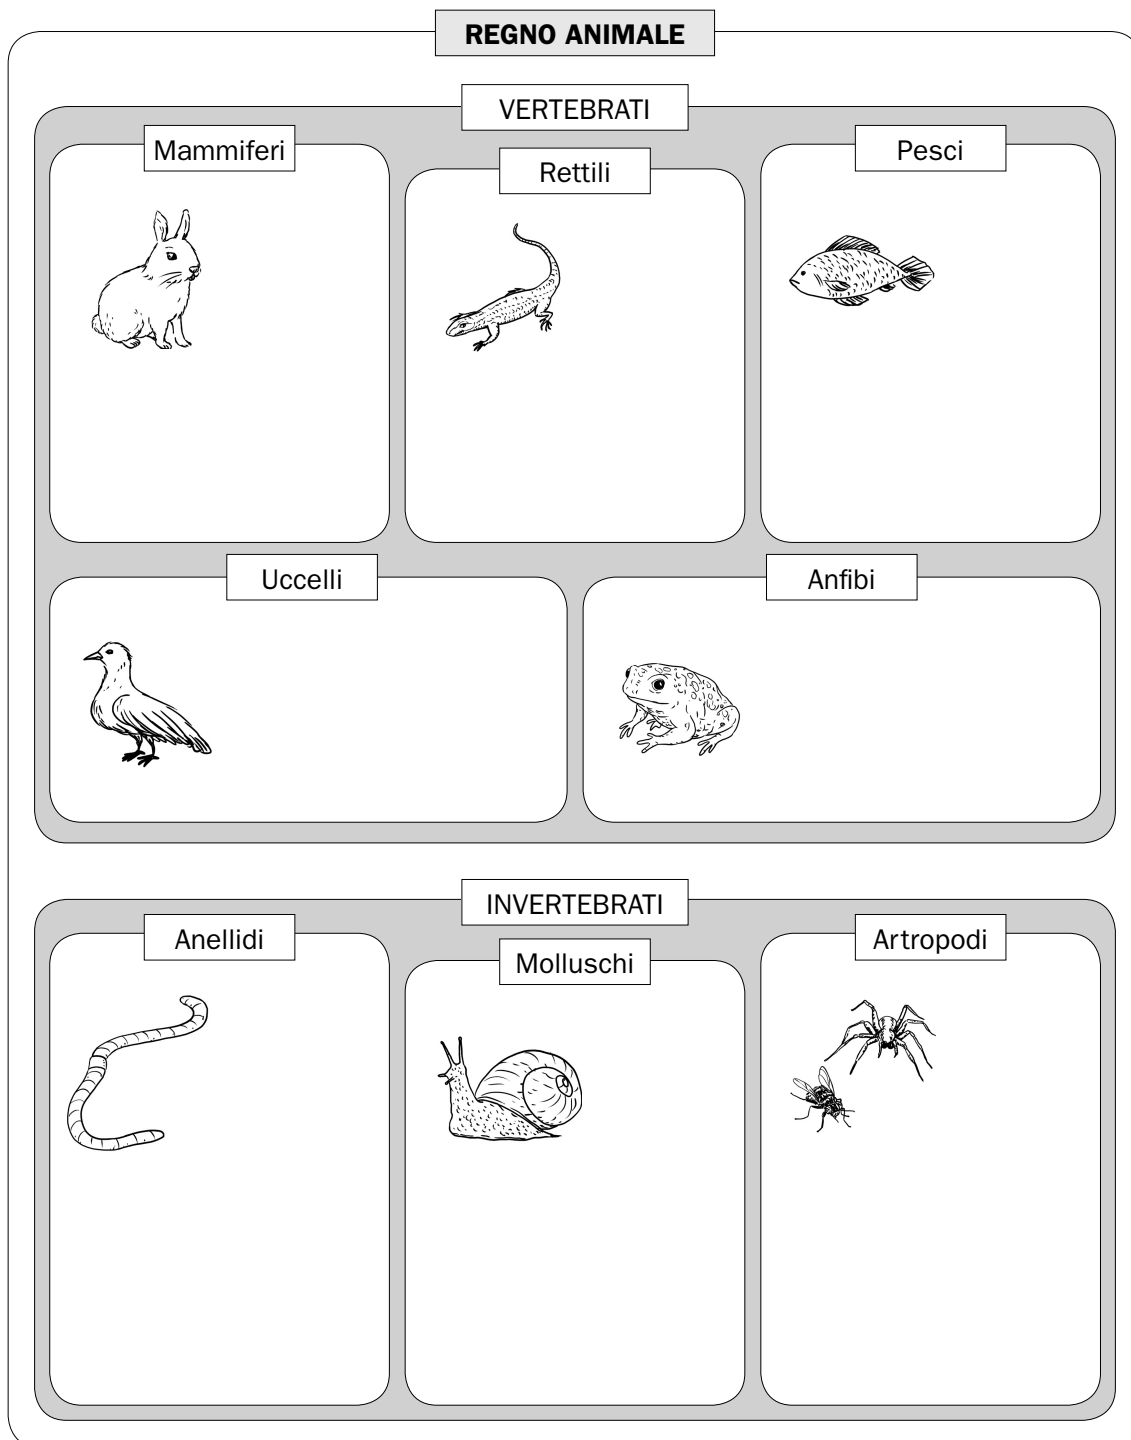 REGNO ANIMALE
VERTEBRATI
Mammiferi
Rettili
Pesci
Uccelli
Anfibi
INVERTEBRATI
Anellidi
Molluschi
Artropodi